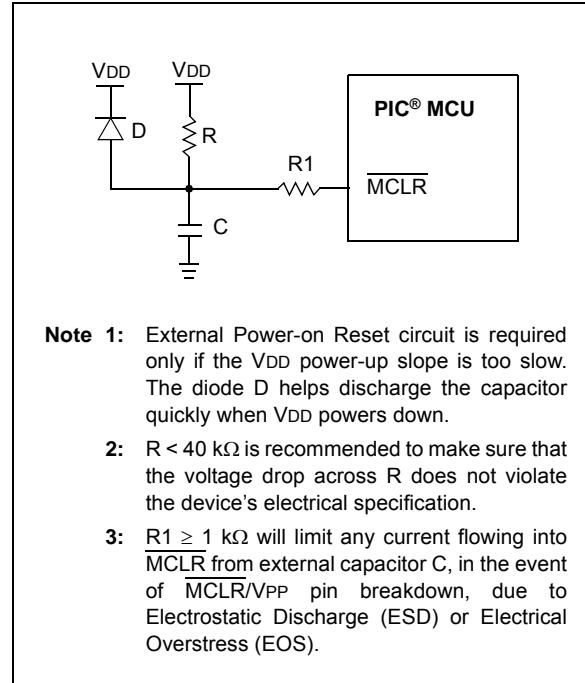 VDD VDD
PIC® MCU
D
R
R1
MCLR
C
Note 1: External Power-on Reset circuit is required
only if the VDD power-up slope is too slow.
The diode D helps discharge the capacitor
quickly when VDD powers down.
2: R < 40 kΩ is recommended to make sure that
the voltage drop across R does not violate
the device's electrical specification.
3: R1 ≥ 1 kΩ will limit any current flowing into
MCLR from external capacitor C, in the event
of MCLR/VPP pin breakdown, due to
Electrostatic Discharge (ESD) or Electrical
Overstress (EOS).